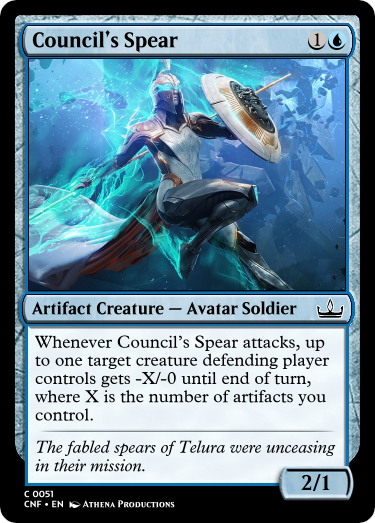 Council's Spear 1
Artifact Creature — Avatar Soldier
Whenever Council's Spear attacks, up
to one target creature defending player
controls gets -X/-0 until end of turn,
where X is the number of artifacts you
control.
The fabled spears of Telura were unceasing
in their mission.
2/1
C 0051
CNF • EN Athena Productions